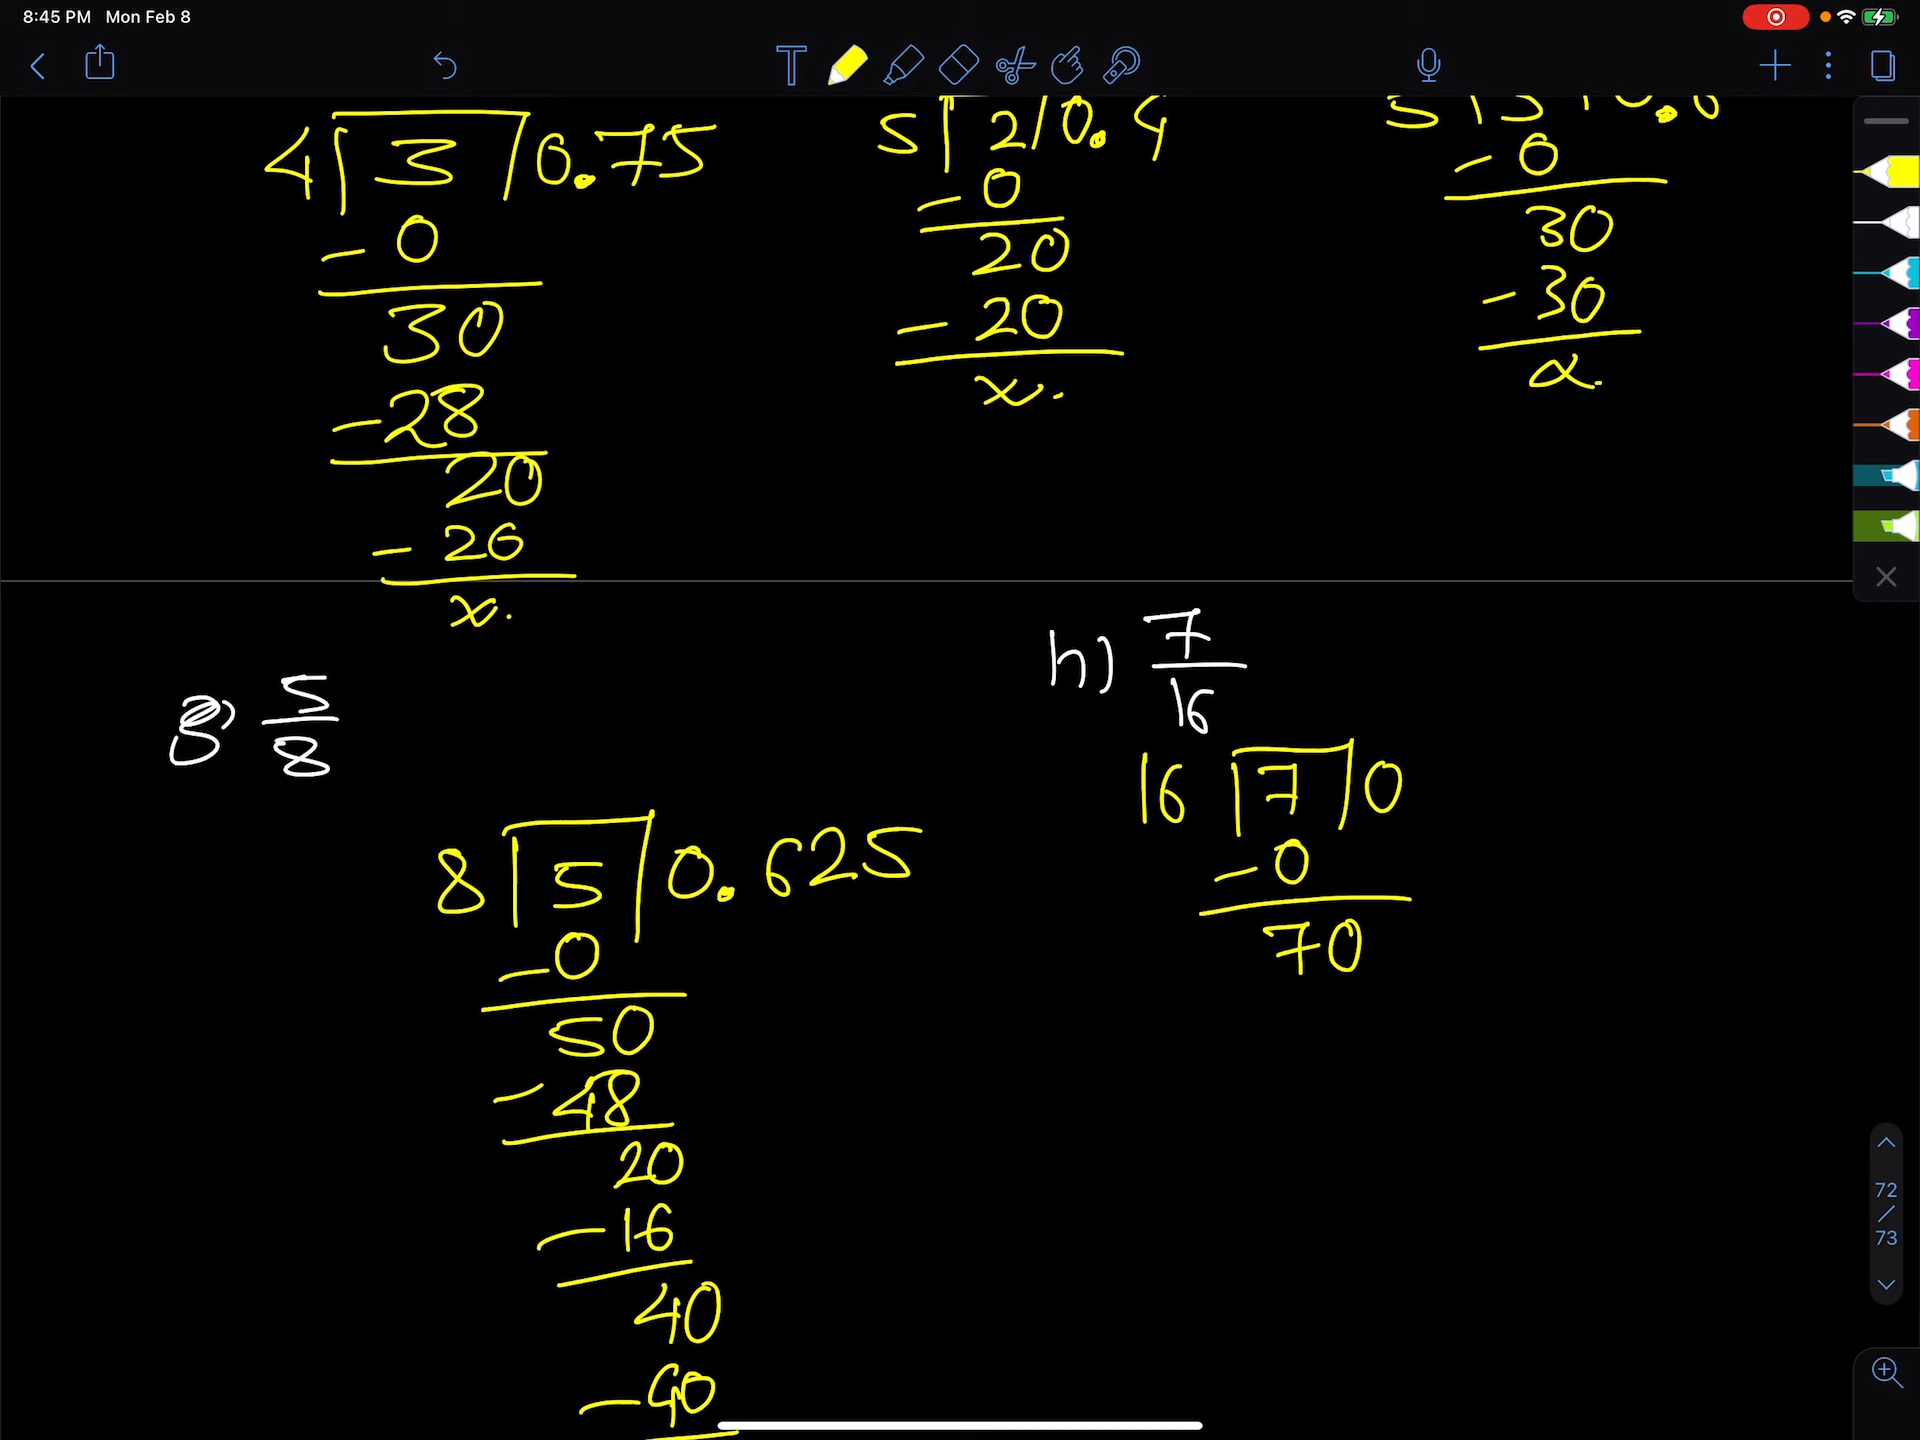 8:45 PM Mon Feb 8
4 3 0.75
- 0
30
- 28
20
- 20
x.
5 2 0.4
- 0
20
- 20
x.
- 0
30
- 30
x.
g) 5/8
8 5 0.625
- 0
50
- 48
20
- 16
40
- 40
h) 7/16
16 7 0
- 0
70
72
/
73